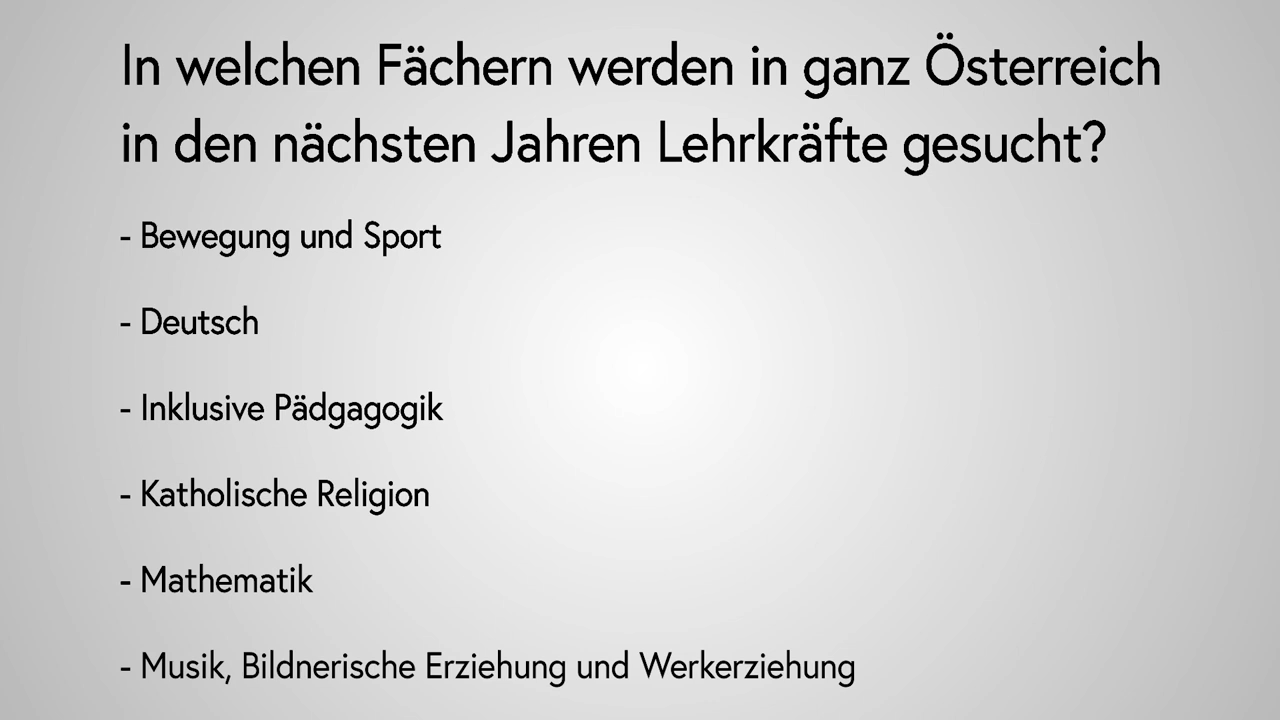 In welchen Fächern werden in ganz Österreich
in den nächsten Jahren Lehrkräfte gesucht?
- Bewegung und Sport
- Deutsch
- Inklusive Pädgagogik
- Katholische Religion
- Mathematik
- Musik, Bildnerische Erziehung und Werkerziehung